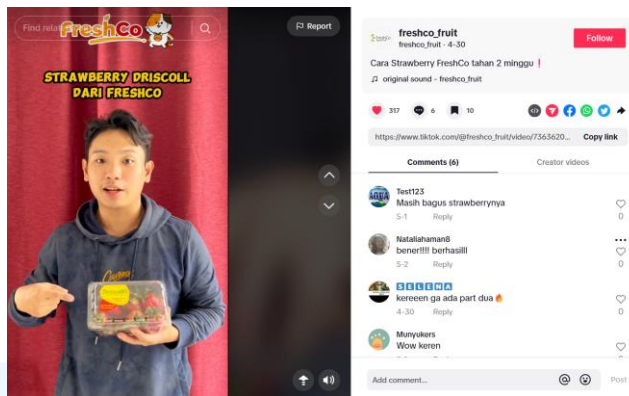 Find rela
FreshCo
STRAWBERRY DRISCOLL
DARI FRESHCO
Report
freshco_fruit
freshco_fruit · 4-30
Follow
Cara Strawberry FreshCo tahan 2 minggu❗
♫ original sound - freshco_fruit
317
6
10
https://www.tiktok.com/@freshco_fruit/video/7363620...
Copy link
Comments (6)
Creator videos
Test123
Masih bagus strawberrynya
5-1 Reply
0
Nataliahaman8
bener!!!! berhasilll
5-2 Reply
0
SELENA
kereeen ga ada part dua🔥
4-30 Reply
0
Munyukers
Wow keren
Add comment...
Post